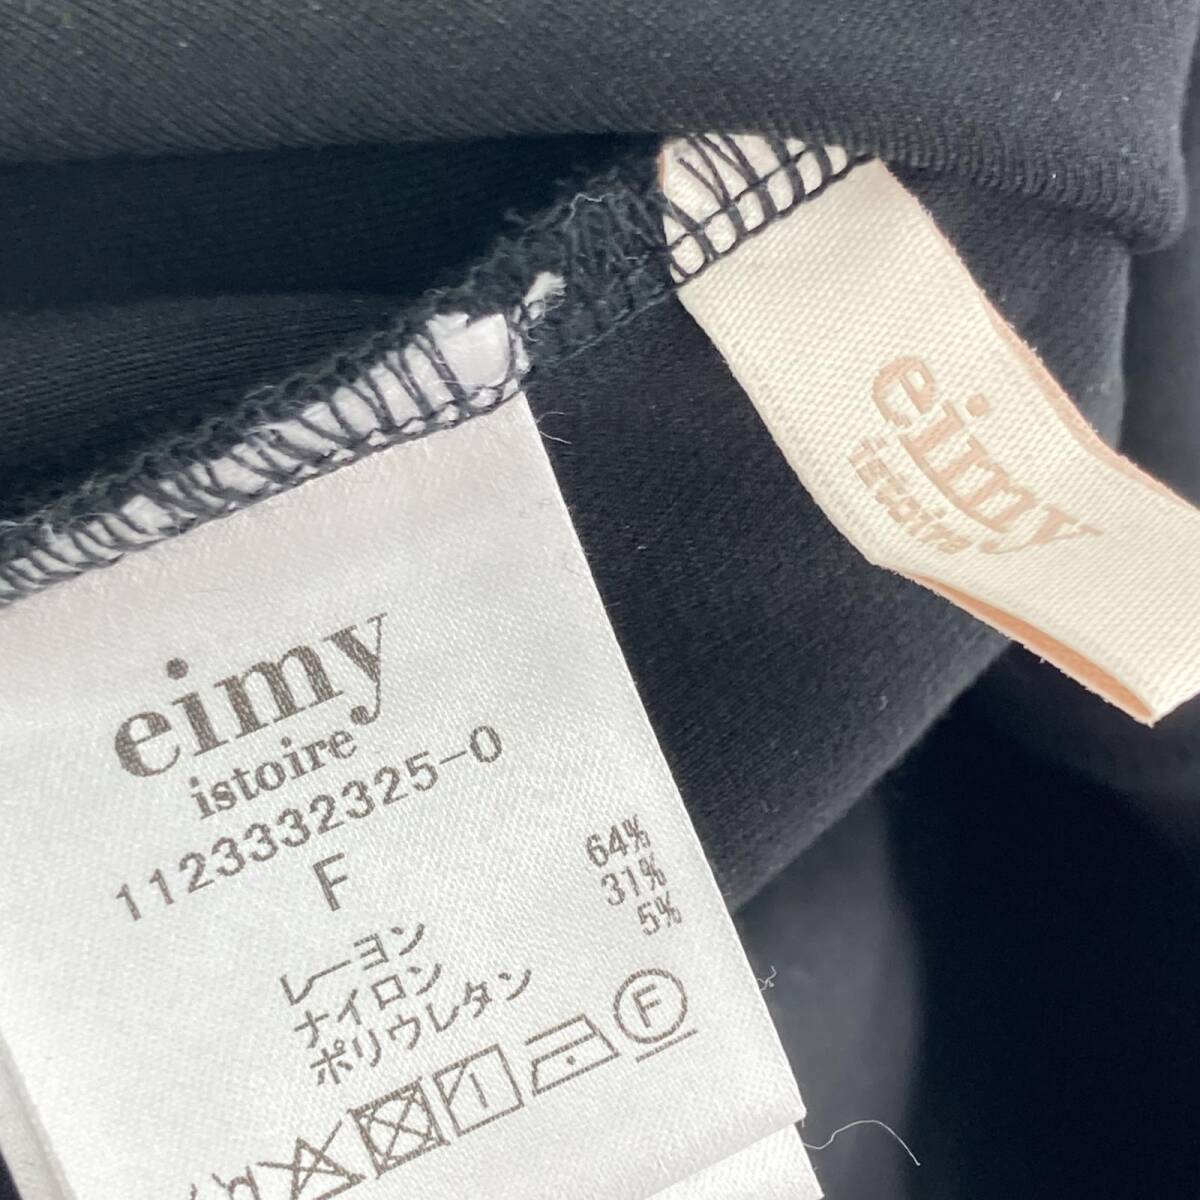 eimy
istoire
1123332325-0
F
レーヨン 64%
ナイロン 31%
ポリウレタン 5%
F
eimy
istoire